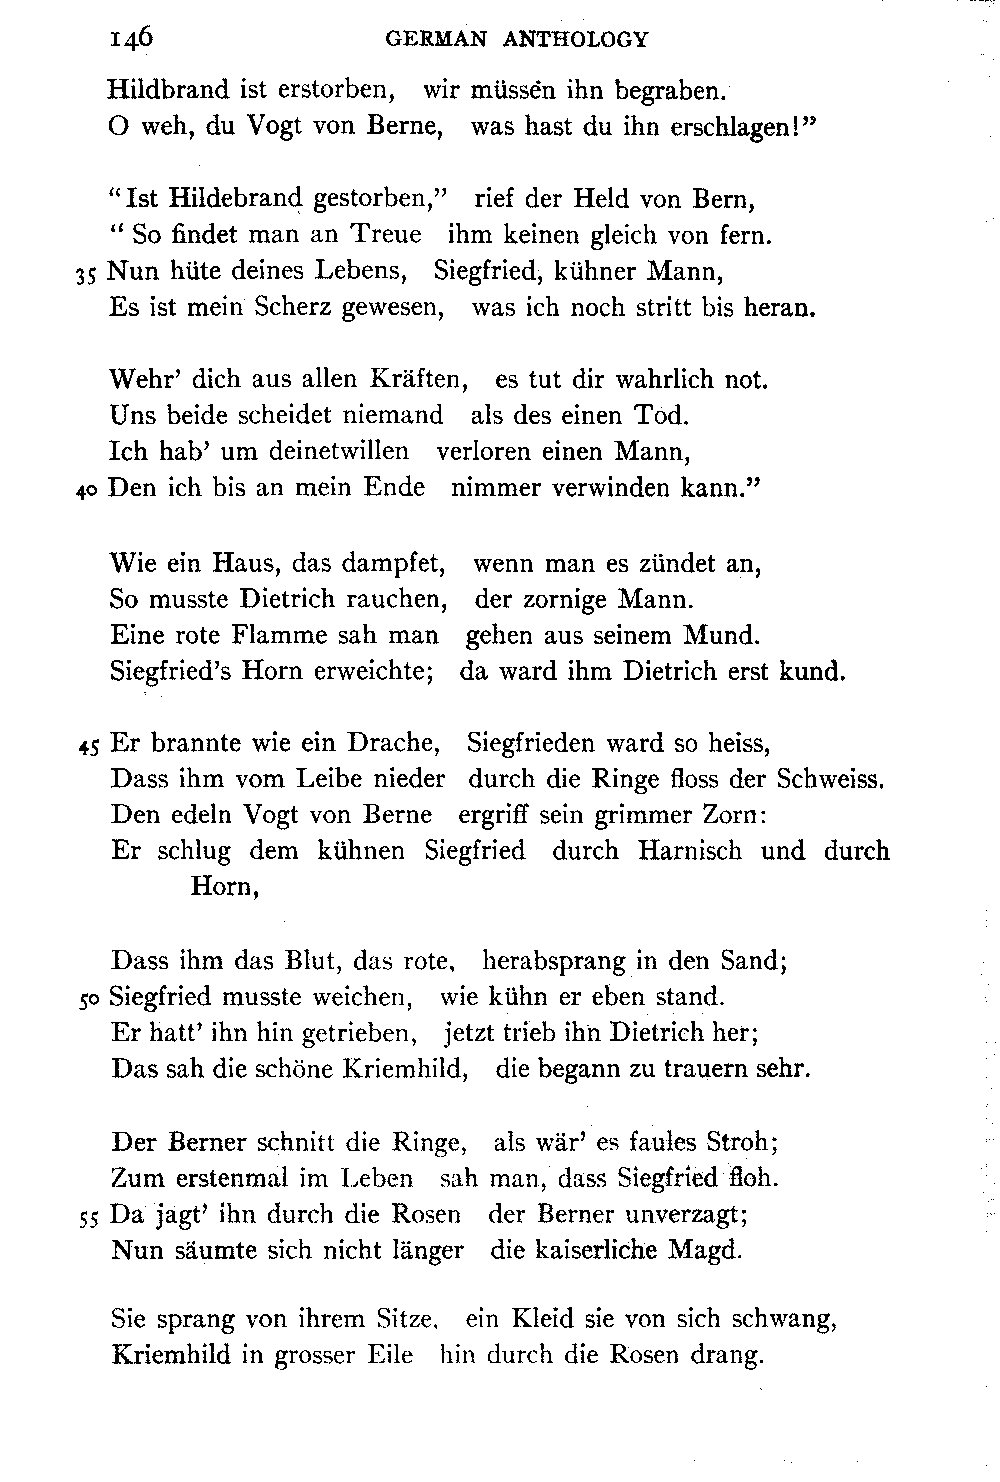 146 GERMAN ANTHOLOGY
Hildbrand ist erstorben, wir müssen ihn begraben.
O weh, du Vogt von Berne, was hast du ihn erschlagen!”
“Ist Hildebrand gestorben,” rief der Held von Bern,
“So findet man an Treue ihm keinen gleich von fern.
35 Nun hüte deines Lebens, Siegfried, kühner Mann,
Es ist mein Scherz gewesen, was ich noch stritt bis heran.
Wehr’ dich aus allen Kräften, es tut dir wahrlich not.
Uns beide scheidet niemand als des einen Tod.
Ich hab’ um deinetwillen verloren einen Mann,
40 Den ich bis an mein Ende nimmer verwinden kann.”
Wie ein Haus, das dampfet, wenn man es zündet an,
So musste Dietrich rauchen, der zornige Mann.
Eine rote Flamme sah man gehen aus seinem Mund.
Siegfried’s Horn erweichte; da ward ihm Dietrich erst kund.
45 Er brannte wie ein Drache, Siegfrieden ward so heiss,
Dass ihm vom Leibe nieder durch die Ringe floss der Schweiss.
Den edeln Vogt von Berne ergriff sein grimmer Zorn:
Er schlug dem kühnen Siegfried durch Harnisch und durch
Horn,
Dass ihm das Blut, das rote, herabsprang in den Sand;
50 Siegfried musste weichen, wie kühn er eben stand.
Er hatt’ ihn hin getrieben, jetzt trieb ihn Dietrich her;
Das sah die schöne Kriemhild, die begann zu trauern sehr.
Der Berner schnitt die Ringe, als wär’ es faules Stroh;
Zum erstenmal im Leben sah man, dass Siegfried floh.
55 Da jagt’ ihn durch die Rosen der Berner unverzagt;
Nun säumte sich nicht länger die kaiserliche Magd.
Sie sprang von ihrem Sitze, ein Kleid sie von sich schwang,
Kriemhild in grosser Eile hin durch die Rosen drang.